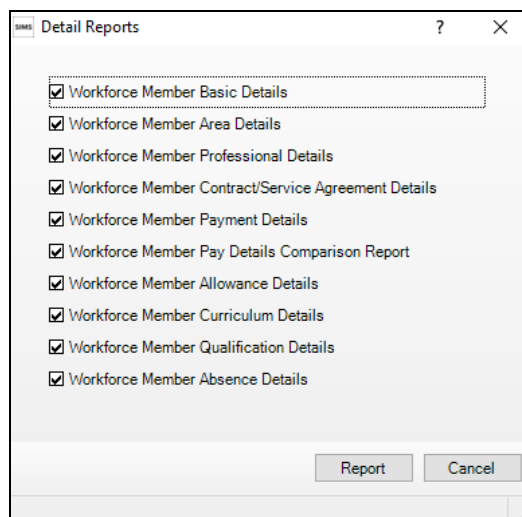 SIMS Detail Reports ?
Workforce Member Basic Details
Workforce Member Area Details
Workforce Member Professional Details
Workforce Member Contract/Service Agreement Details
Workforce Member Payment Details
Workforce Member Pay Details Comparison Report
Workforce Member Allowance Details
Workforce Member Curriculum Details
Workforce Member Qualification Details
Workforce Member Absence Details
Report Cancel